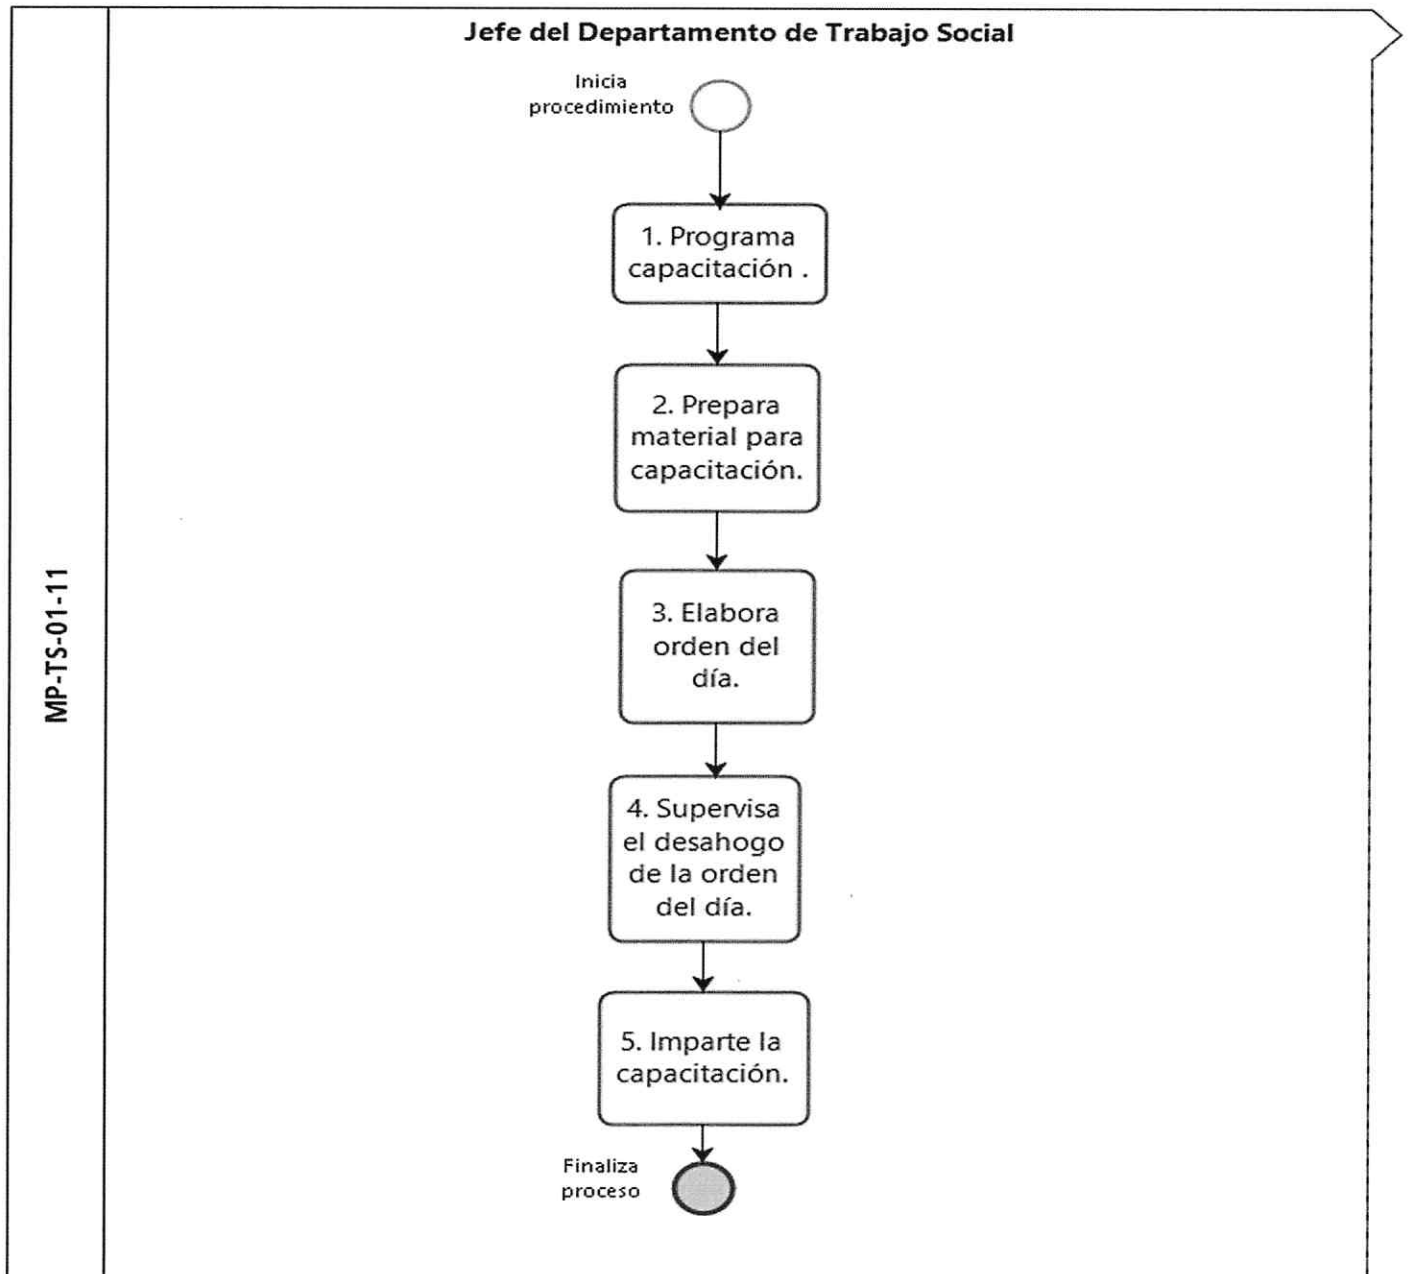 Jefe del Departamento de Trabajo Social
Inicia
procedimiento
1. Programa
capacitación .
2. Prepara
material para
capacitación.
3. Elabora
orden del
día.
MP-TS-01-11
4. Supervisa
el desahogo
de la orden
del día.
5. Imparte la
capacitación.
Finaliza
proceso